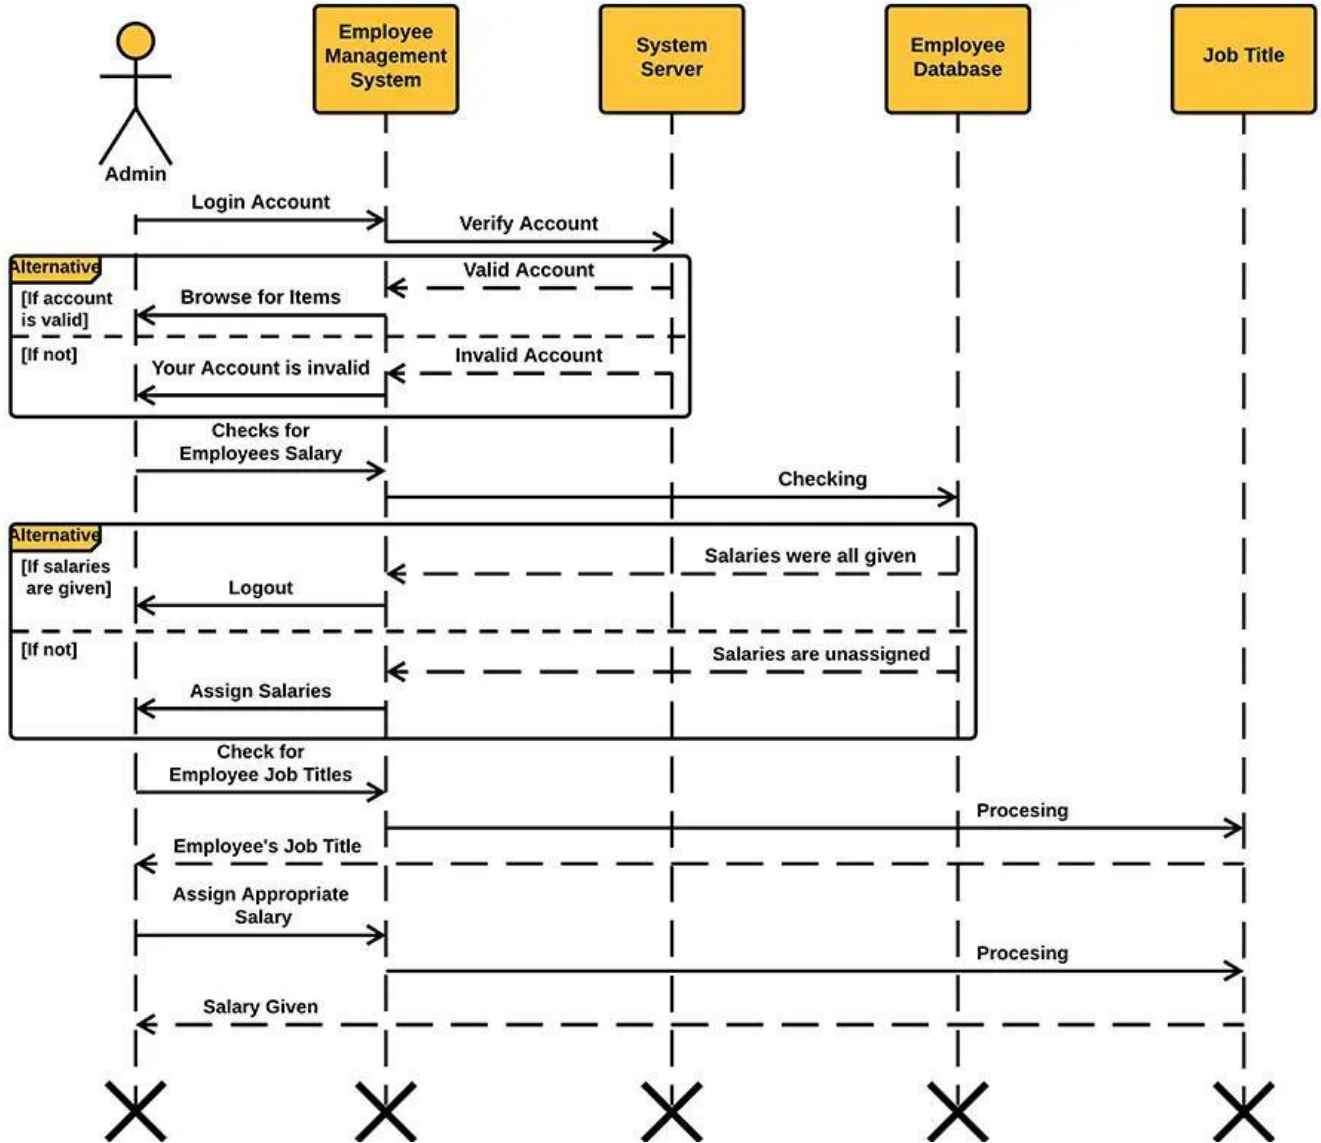 Employee
Management
System
System
Server
Employee
Database
Job Title
Admin
Login Account
Verify Account
Alternative
Valid Account
[If account
is valid]
Browse for Items
[If not]
Invalid Account
Your Account is invalid
Checks for
Employees Salary
Checking
Alternative
Salaries were all given
[If salaries
are given]
Logout
[If not]
Salaries are unassigned
Assign Salaries
Check for
Employee Job Titles
Procesing
Employee's Job Title
Assign Appropriate
Salary
Procesing
Salary Given